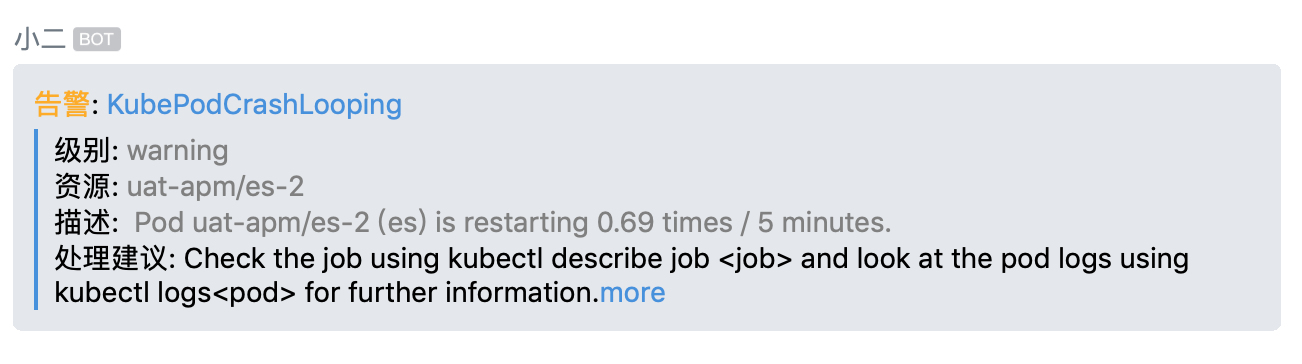 小二 BOT
告警: KubePodCrashLooping
级别: warning
资源: uat-apm/es-2
描述: Pod uat-apm/es-2 (es) is restarting 0.69 times / 5 minutes.
处理建议: Check the job using kubectl describe job <job> and look at the pod logs using
kubectl logs<pod> for further information.more